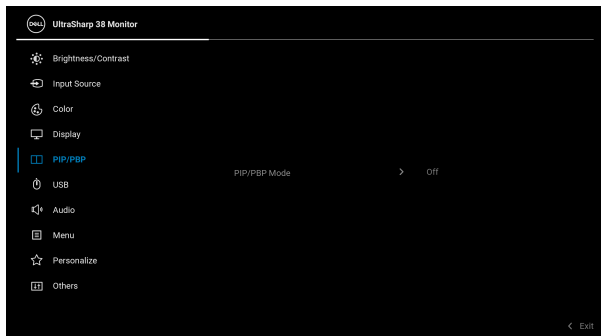 DELL UltraSharp 38 Monitor
Brightness/Contrast
Input Source
Color
Display
PIP/PBP
USB
PIP/PBP Mode > Off
Audio
Menu
Personalize
Others
< Exit